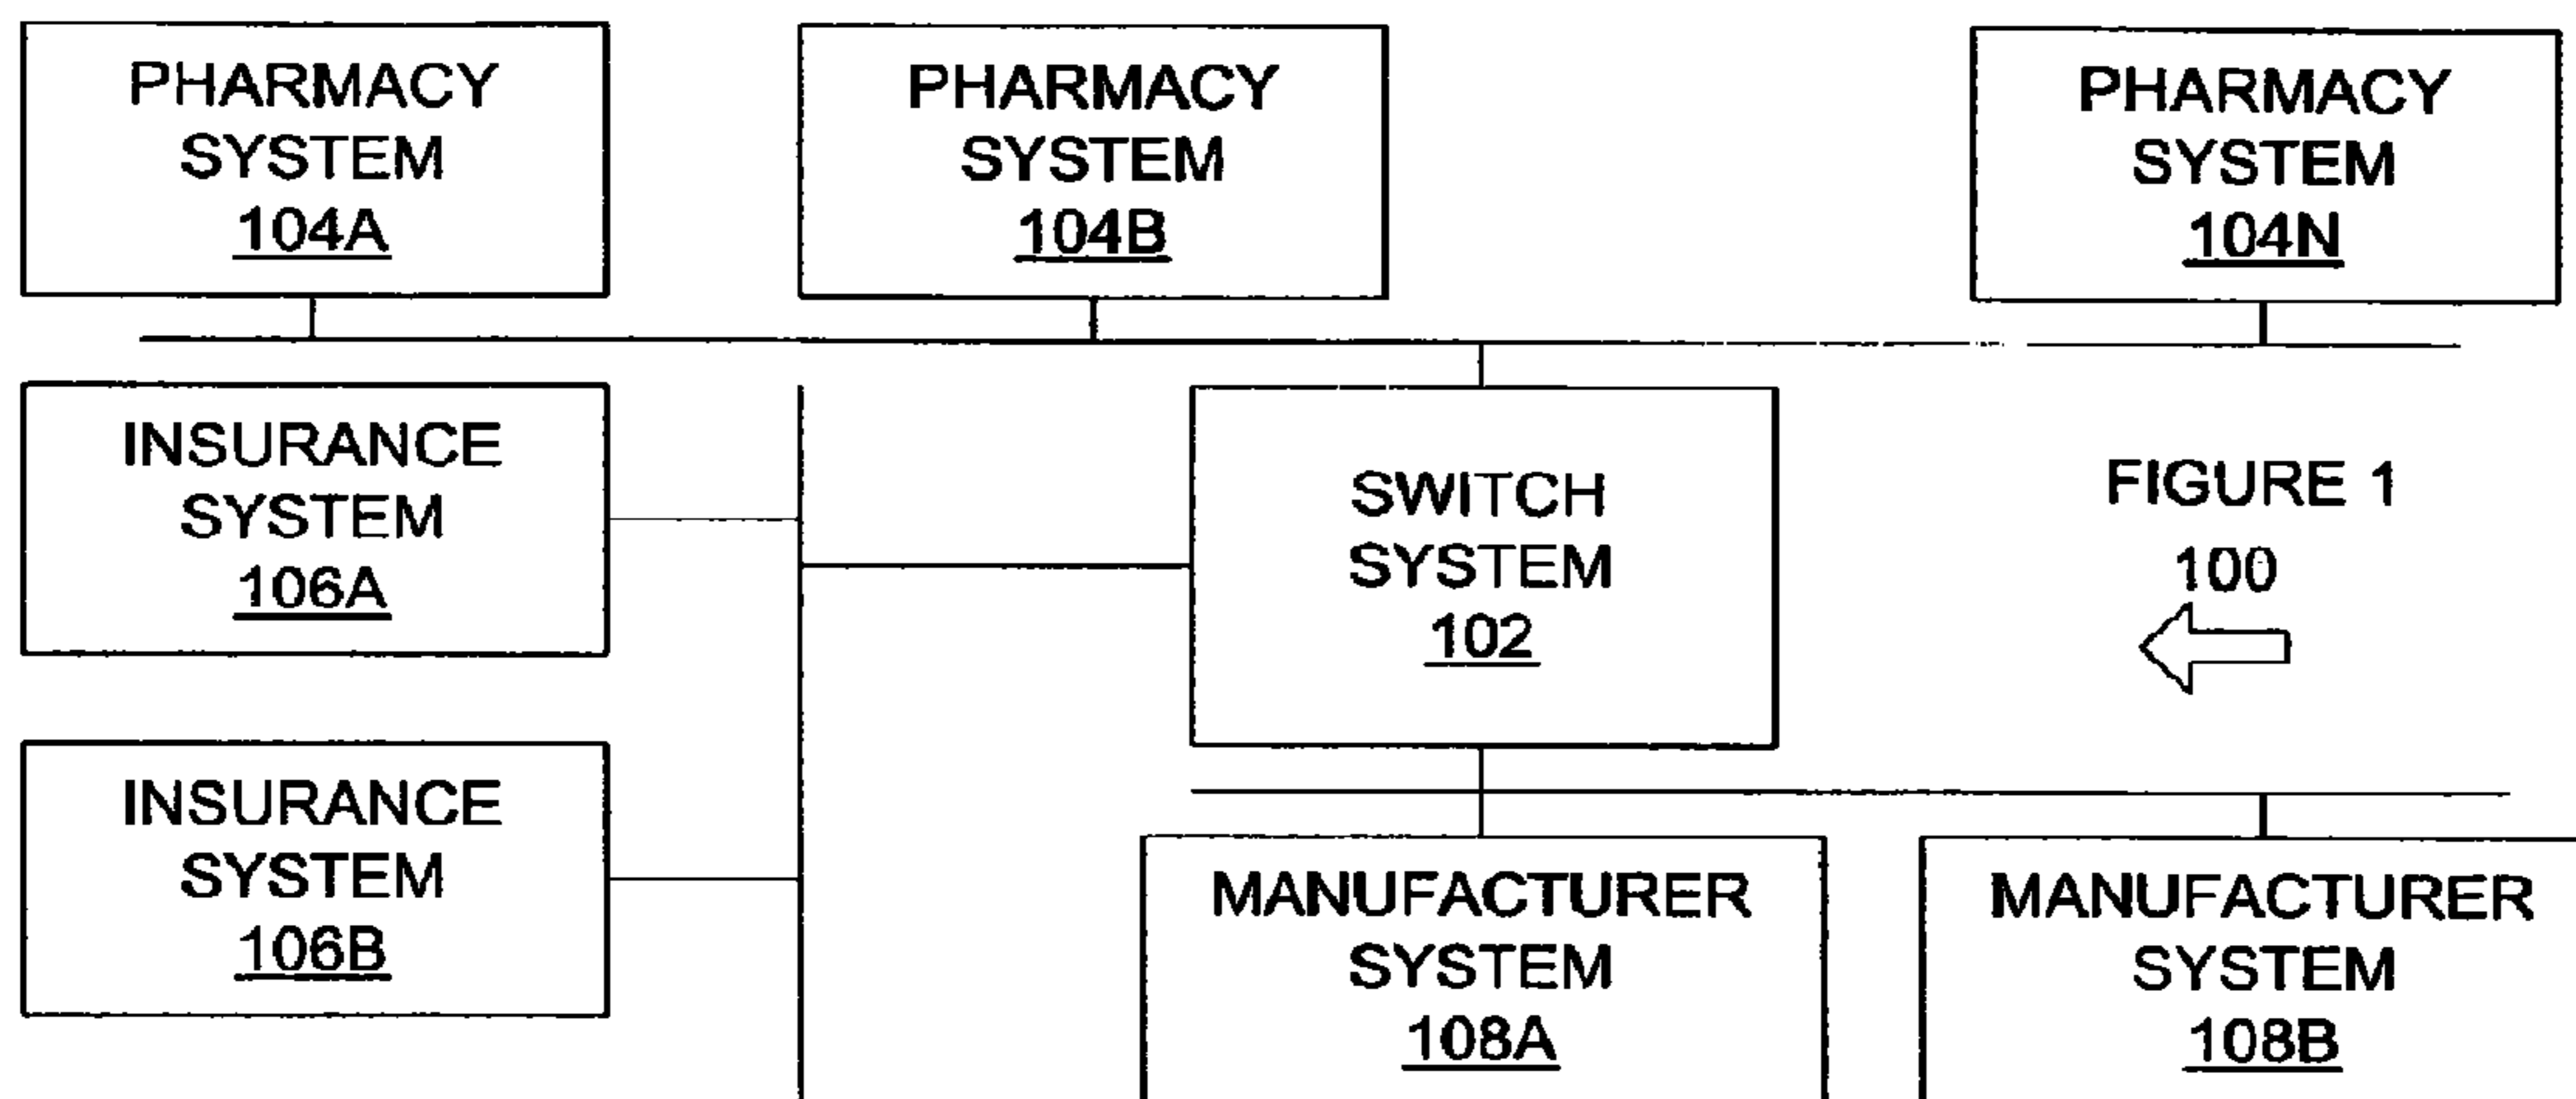 PHARMACY
SYSTEM
104A
PHARMACY
SYSTEM
104B
PHARMACY
SYSTEM
104N
INSURANCE
SYSTEM
106A
SWITCH
SYSTEM
102
FIGURE 1
100
INSURANCE
SYSTEM
106B
MANUFACTURER
SYSTEM
108A
MANUFACTURER
SYSTEM
108B